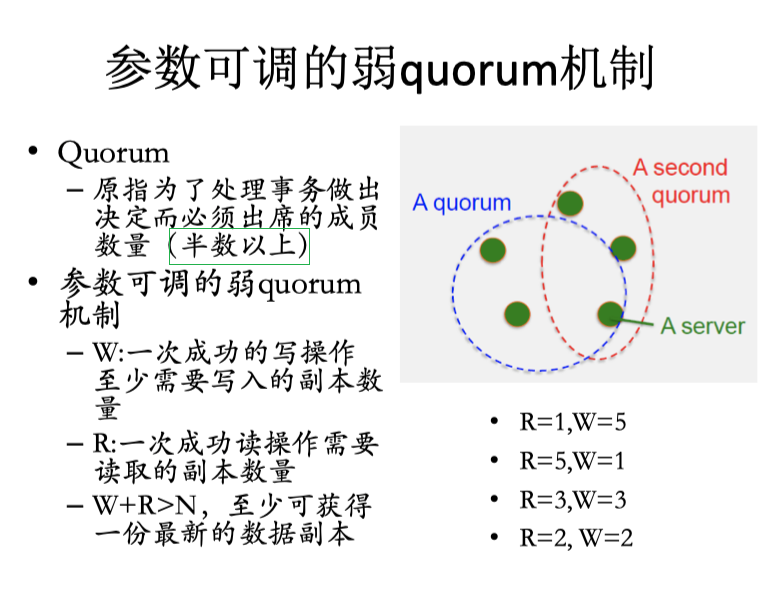 参数可调的弱quorum机制
• Quorum
– 原指为了处理事务做出
决定而必须出席的成员
数量（半数以上）
• 参数可调的弱quorum
机制
– W:一次成功的写操作
至少需要写入的副本数
量
– R:一次成功读操作需要
读取的副本数量
– W+R>N，至少可获得
一份最新的数据副本
A quorum
A second
quorum
A server
• R=1,W=5
• R=5,W=1
• R=3,W=3
• R=2, W=2